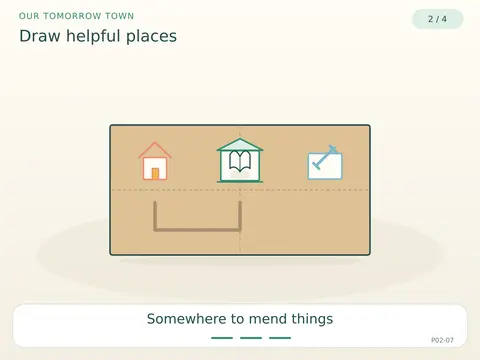 OUR TOMORROW TOWN
2 / 4
Draw helpful places
Somewhere to mend things
P02-07